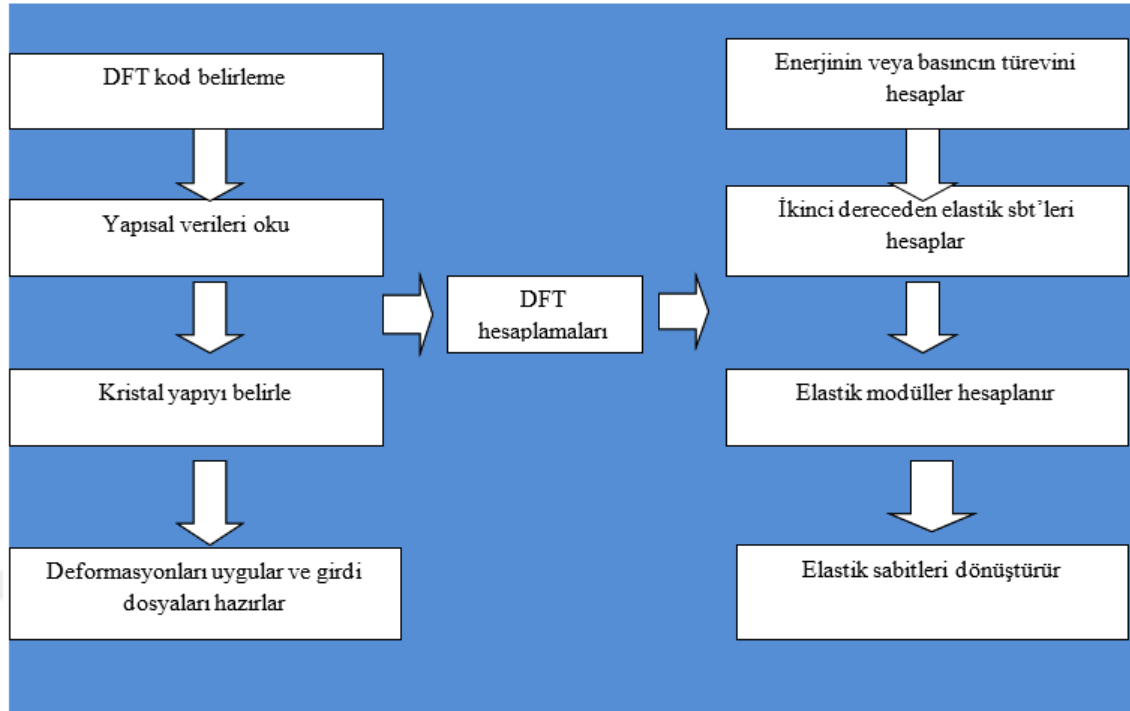 DFT kod belirleme
Yapısal verileri oku
Kristal yapıyı belirle
Deformasyonları uygular ve girdi
dosyaları hazırlar
DFT
hesaplamaları
Enerjinin veya basıncın türevini
hesaplar
İkinci dereceden elastik sbt’leri
hesaplar
Elastik modüller hesaplanır
Elastik sabitleri dönüştürür